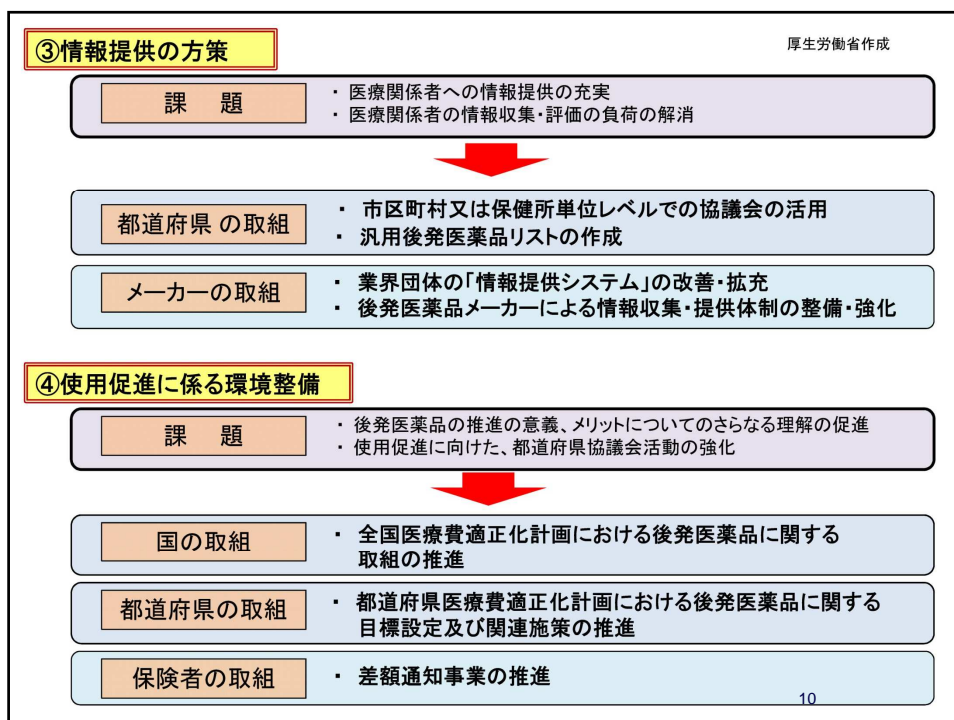 ③情報提供の方策
厚生労働省作成
課　題
・ 医療関係者への情報提供の充実
・ 医療関係者の情報収集・評価の負荷の解消
都道府県 の取組
・ 市区町村又は保健所単位レベルでの協議会の活用
・ 汎用後発医薬品リストの作成
メーカーの取組
・ 業界団体の「情報提供システム」の改善・拡充
・ 後発医薬品メーカーによる情報収集・提供体制の整備・強化
④使用促進に係る環境整備
課　題
・ 後発医薬品の推進の意義、メリットについてのさらなる理解の促進
・ 使用促進に向けた、都道府県協議会活動の強化
国の取組
・ 全国医療費適正化計画における後発医薬品に関する
取組の推進
都道府県の取組
・ 都道府県医療費適正化計画における後発医薬品に関する
目標設定及び関連施策の推進
保険者の取組
・ 差額通知事業の推進
10